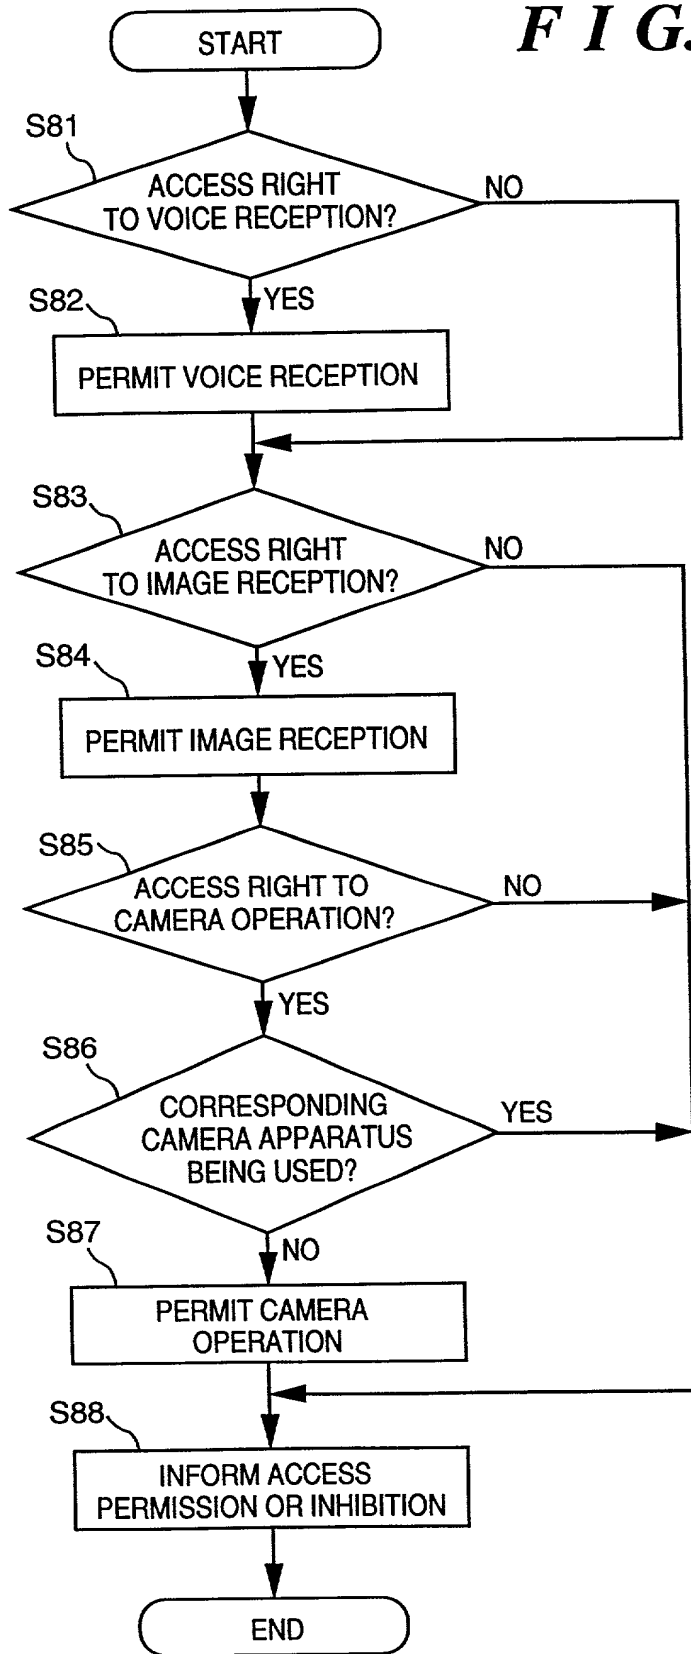 F I G.
START
S81
ACCESS RIGHT
TO VOICE RECEPTION?
NO
YES
S82
PERMIT VOICE RECEPTION
S83
ACCESS RIGHT
TO IMAGE RECEPTION?
NO
YES
S84
PERMIT IMAGE RECEPTION
S85
ACCESS RIGHT TO
CAMERA OPERATION?
NO
YES
S86
CORRESPONDING
CAMERA APPARATUS
BEING USED?
YES
NO
S87
PERMIT CAMERA
OPERATION
S88
INFORM ACCESS
PERMISSION OR INHIBITION
END